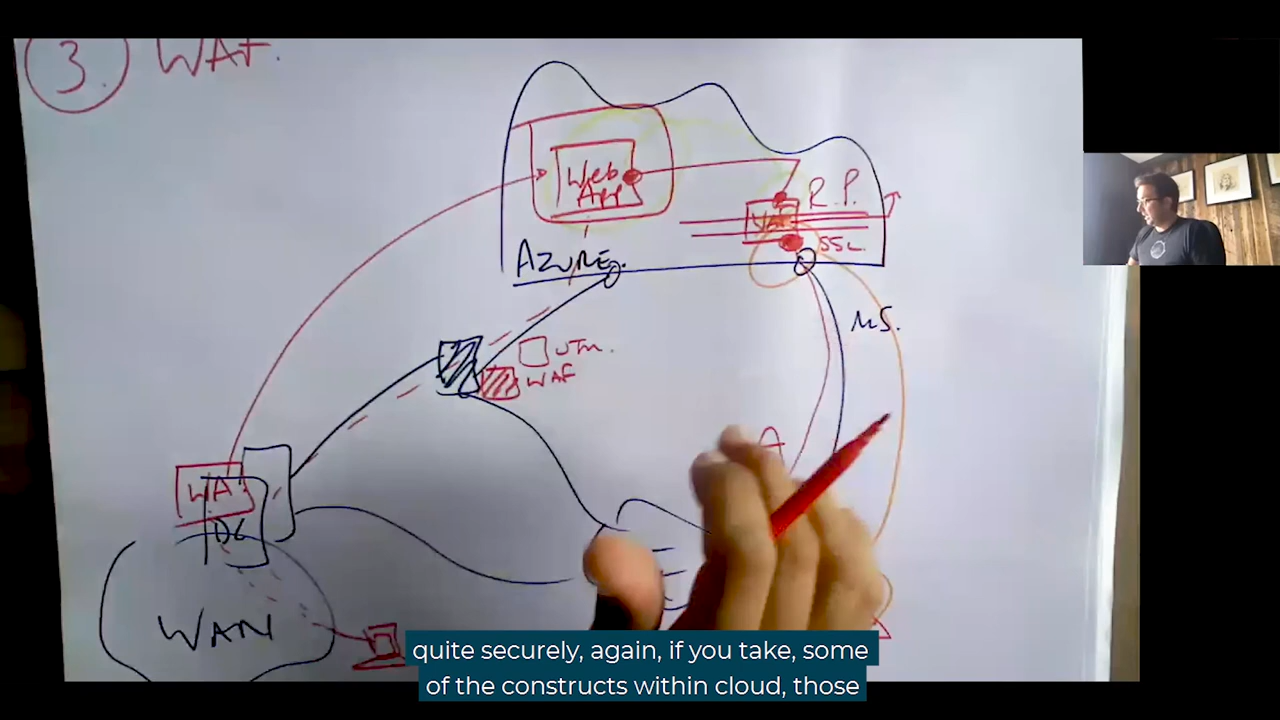 3. WAF.
Web
App
R.P.
WAF
SSL.
AZURE.
MS.
UTM.
WAF
A
WA
DC
WAN
quite securely, again, if you take, some
of the constructs within cloud, those